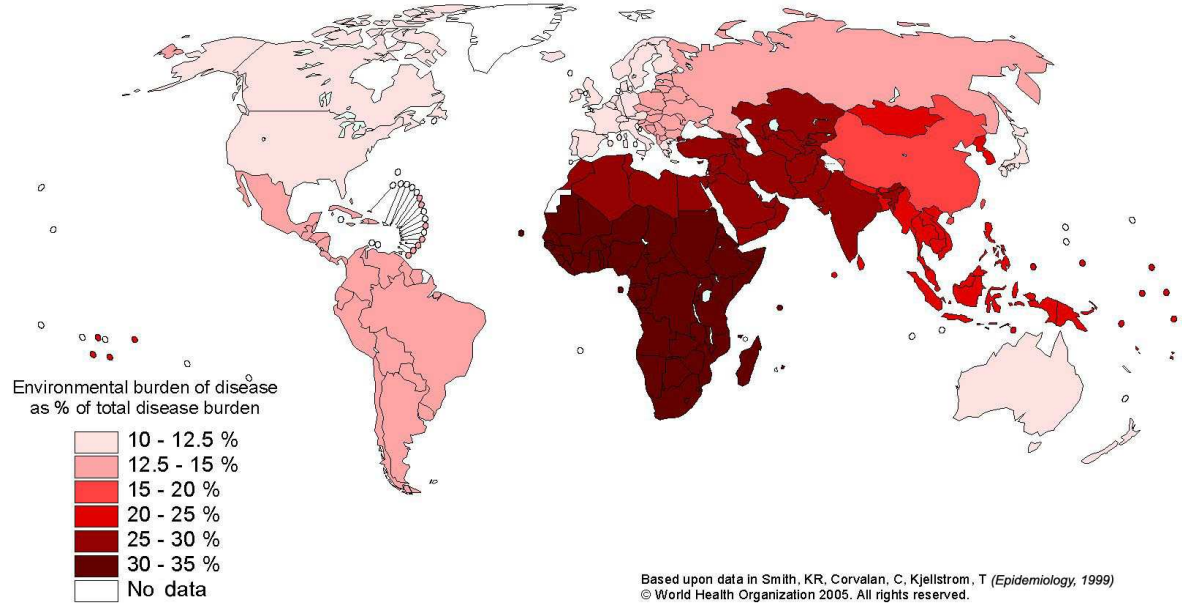 Environmental burden of disease
as % of total disease burden
10 - 12.5 %
12.5 - 15%
15 - 20 %
20 - 25 %
25 - 30 %
30 - 35 %
No data
Based upon data in Smith, KR, Corvalan, C, Kjellstrom, T (Epidemiology, 1999)
© World Health Organization 2005. All rights reserved.